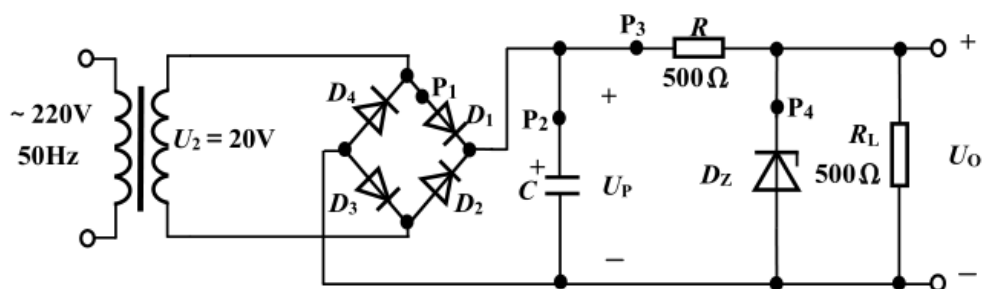 ~ 220V
50Hz
U₂ = 20V
D₄
P₁
D₁
D₃
D₂
P₂
+
C
+
U_P
−
P₃
R
500 Ω
P₄
D_Z
R_L
500 Ω
+
U_O
−